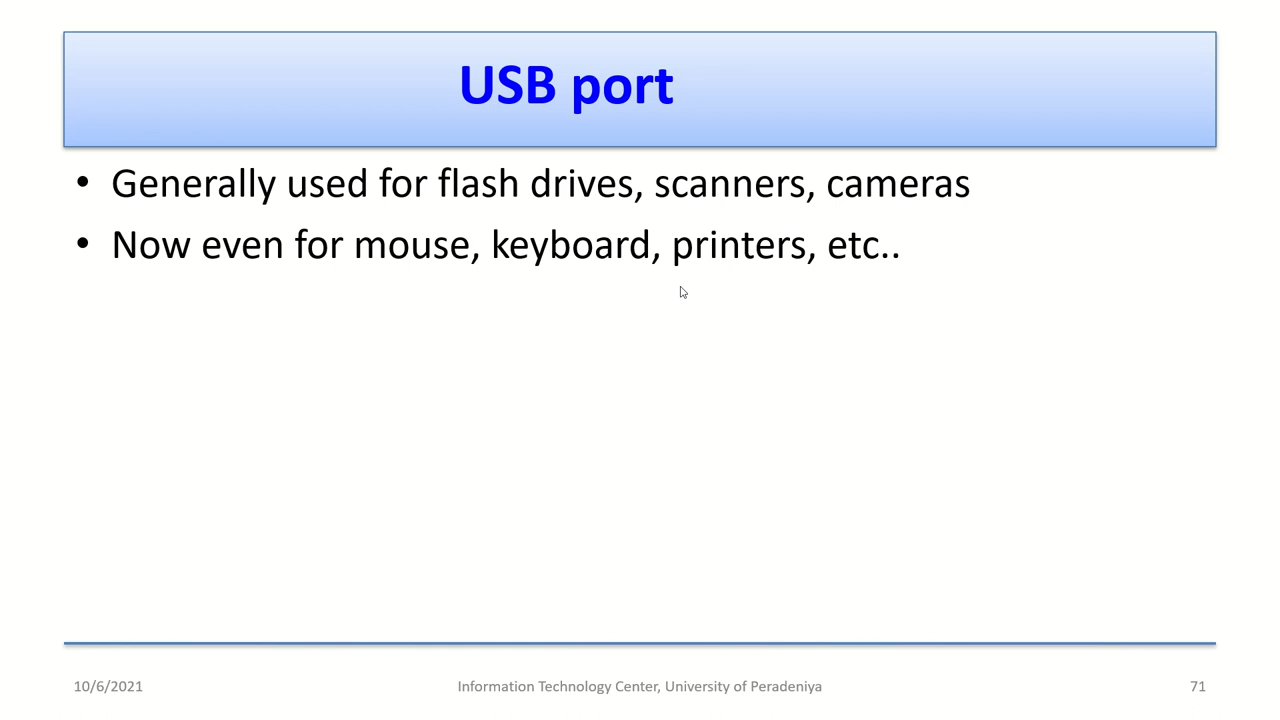 USB port
• Generally used for flash drives, scanners, cameras
• Now even for mouse, keyboard, printers, etc..
10/6/2021
Information Technology Center, University of Peradeniya
71